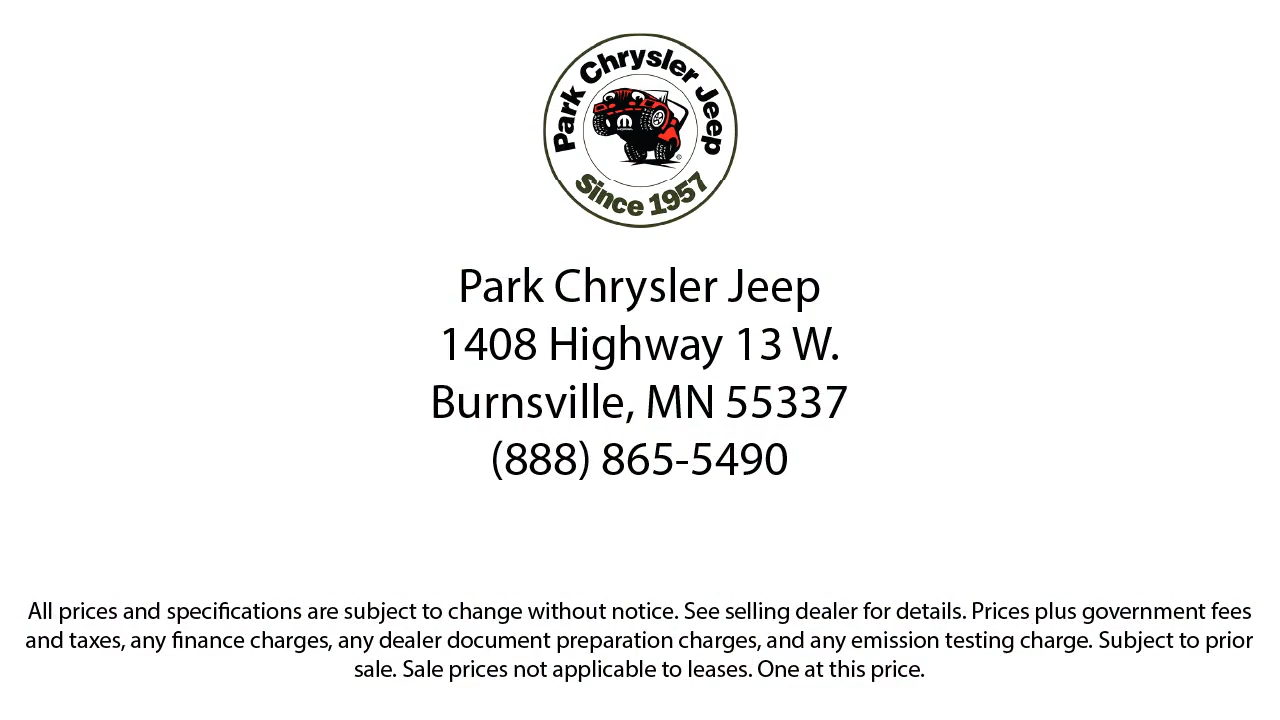 Park Chrysler Jeep
Since 1957
Park Chrysler Jeep
1408 Highway 13 W.
Burnsville, MN 55337
(888) 865-5490
All prices and specifications are subject to change without notice. See selling dealer for details. Prices plus government fees
and taxes, any finance charges, any dealer document preparation charges, and any emission testing charge. Subject to prior
sale. Sale prices not applicable to leases. One at this price.